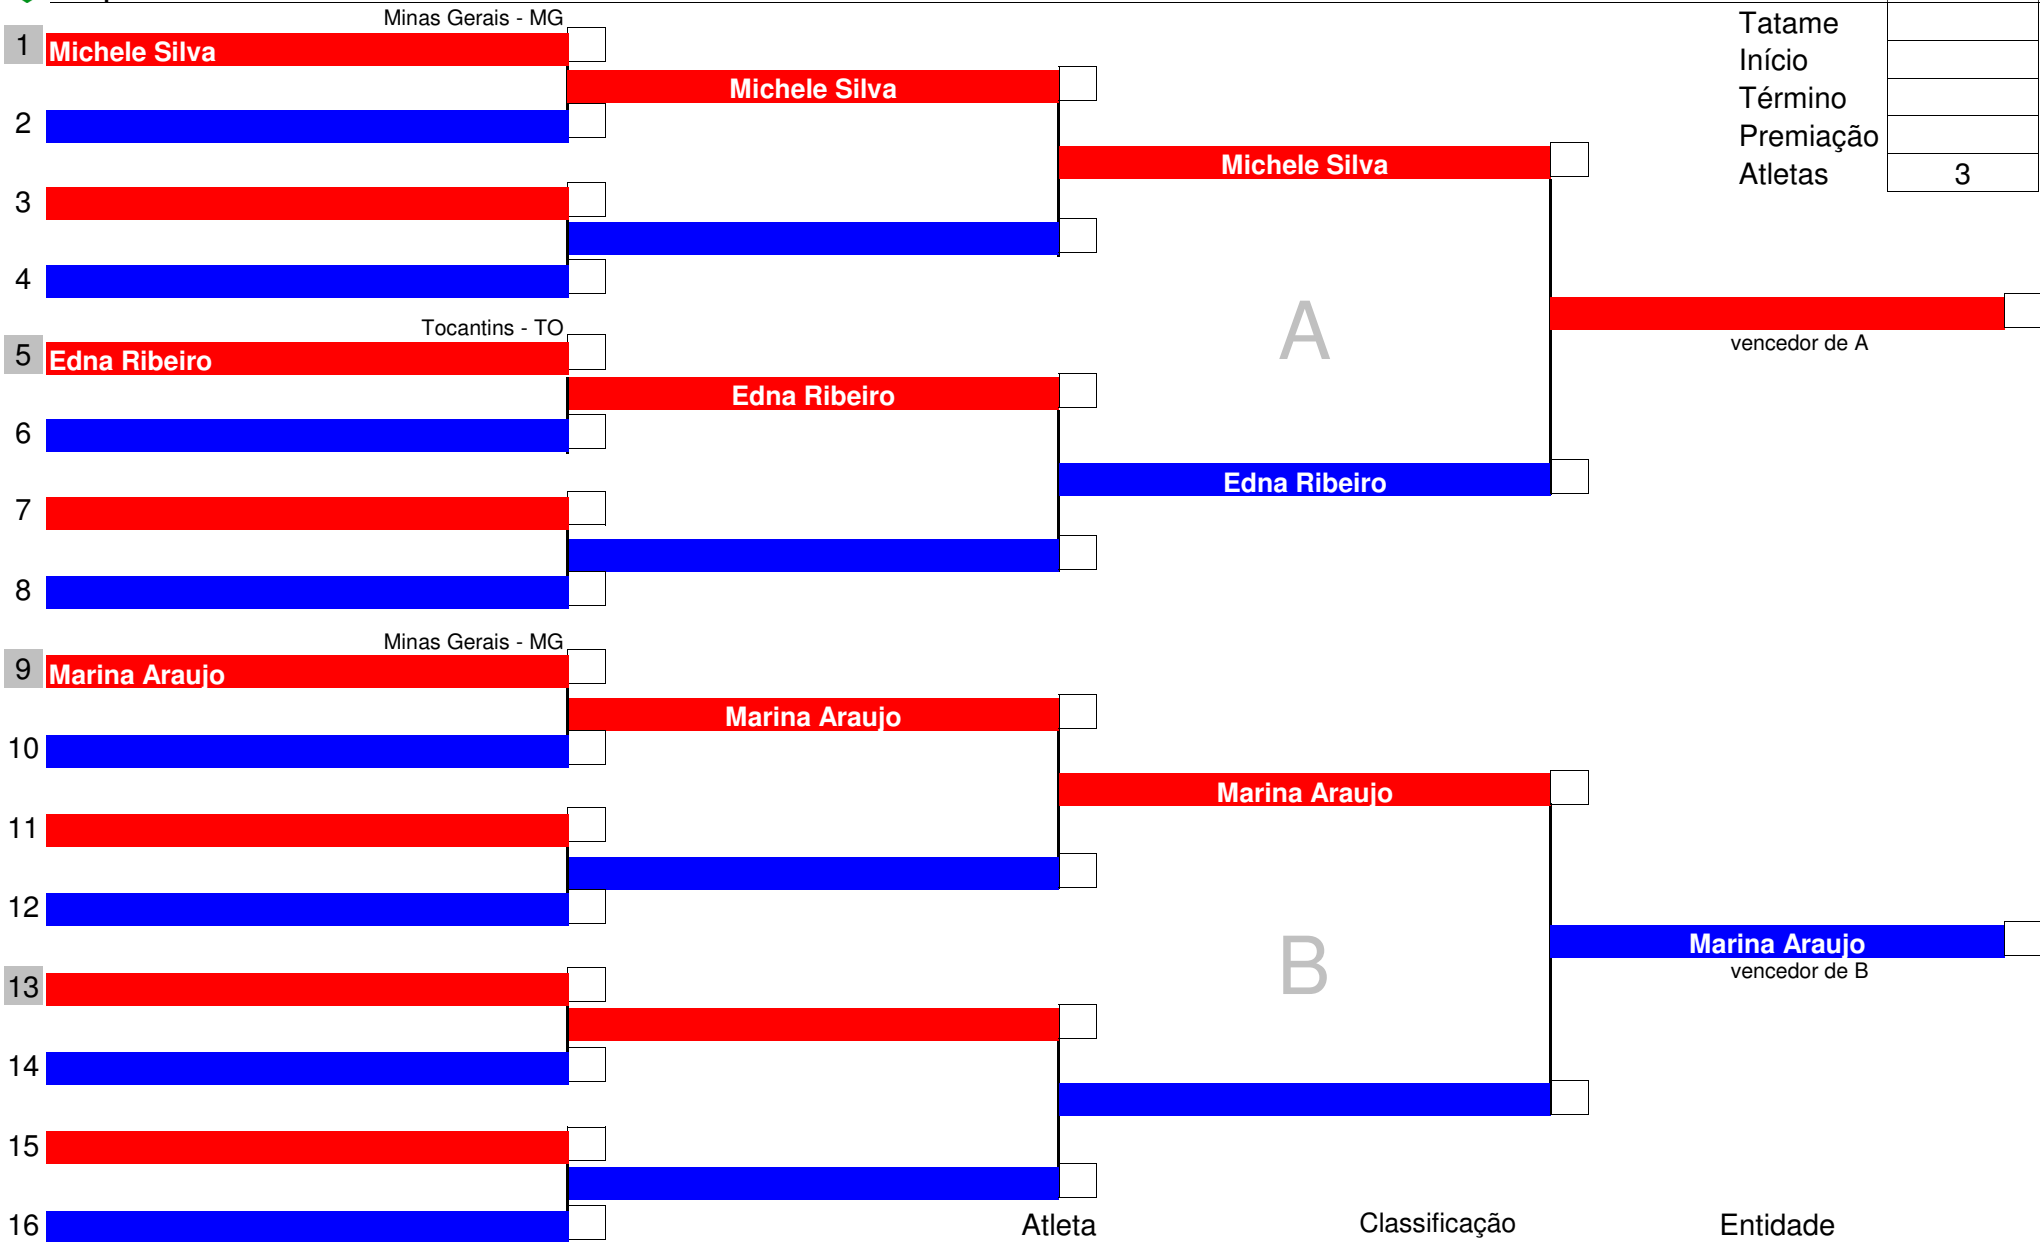 Minas Gerais - MG
1 Michele Silva
Michele Silva
2
Michele Silva
3
4
Tocantins - TO
5 Edna Ribeiro
Edna Ribeiro
6
Edna Ribeiro
7
8
A
vencedor de A
Minas Gerais - MG
9 Marina Araujo
Marina Araujo
10
Marina Araujo
11
12
13
14
15
16
B
Marina Araujo
vencedor de B
Tatame
Início
Término
Premiação
Atletas 3
Atleta Classificação Entidade